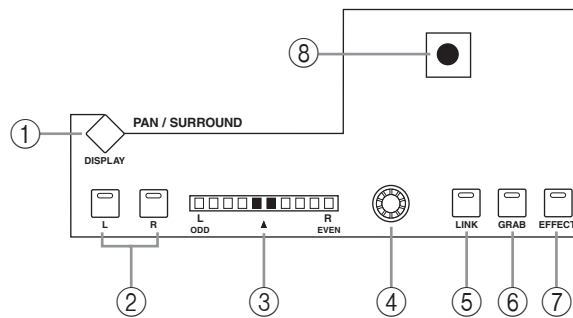 ⑧
①
PAN / SURROUND
DISPLAY
L R L R LINK GRAB EFFECT
ODD EVEN
② ③ ④ ⑤ ⑥ ⑦